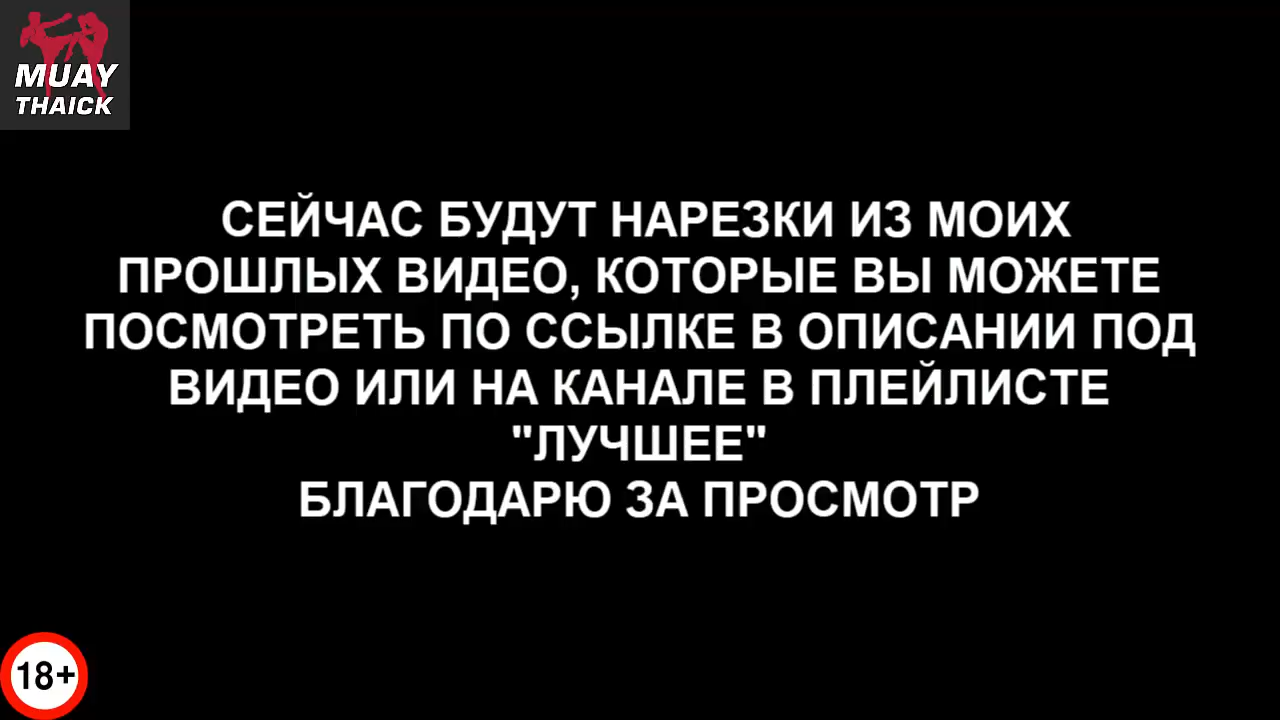 MUAY
THAICK
СЕЙЧАС БУДУТ НАРЕЗКИ ИЗ МОИХ
ПРОШЛЫХ ВИДЕО, КОТОРЫЕ ВЫ МОЖЕТЕ
ПОСМОТРЕТЬ ПО ССЫЛКЕ В ОПИСАНИИ ПОД
ВИДЕО ИЛИ НА КАНАЛЕ В ПЛЕЙЛИСТЕ
"ЛУЧШЕЕ"
БЛАГОДАРЮ ЗА ПРОСМОТР
18+